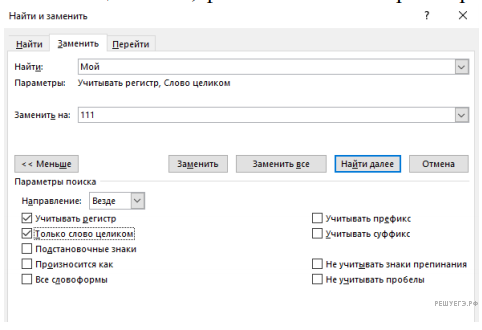 Найти и заменить ? ×
Найти Заменить Перейти
Найти: Мой
Параметры: Учитывать регистр, Слово целиком
Заменить на: 111
<< Меньше Заменить Заменить все Найти далее Отмена
Параметры поиска
Направление: Везде
Учитывать регистр Учитывать префикс
Только слово целиком Учитывать суффикс
Подстановочные знаки
Произносится как Не учитывать знаки препинания
Все словоформы Не учитывать пробелы
РЕШУЕГЭ.РФ